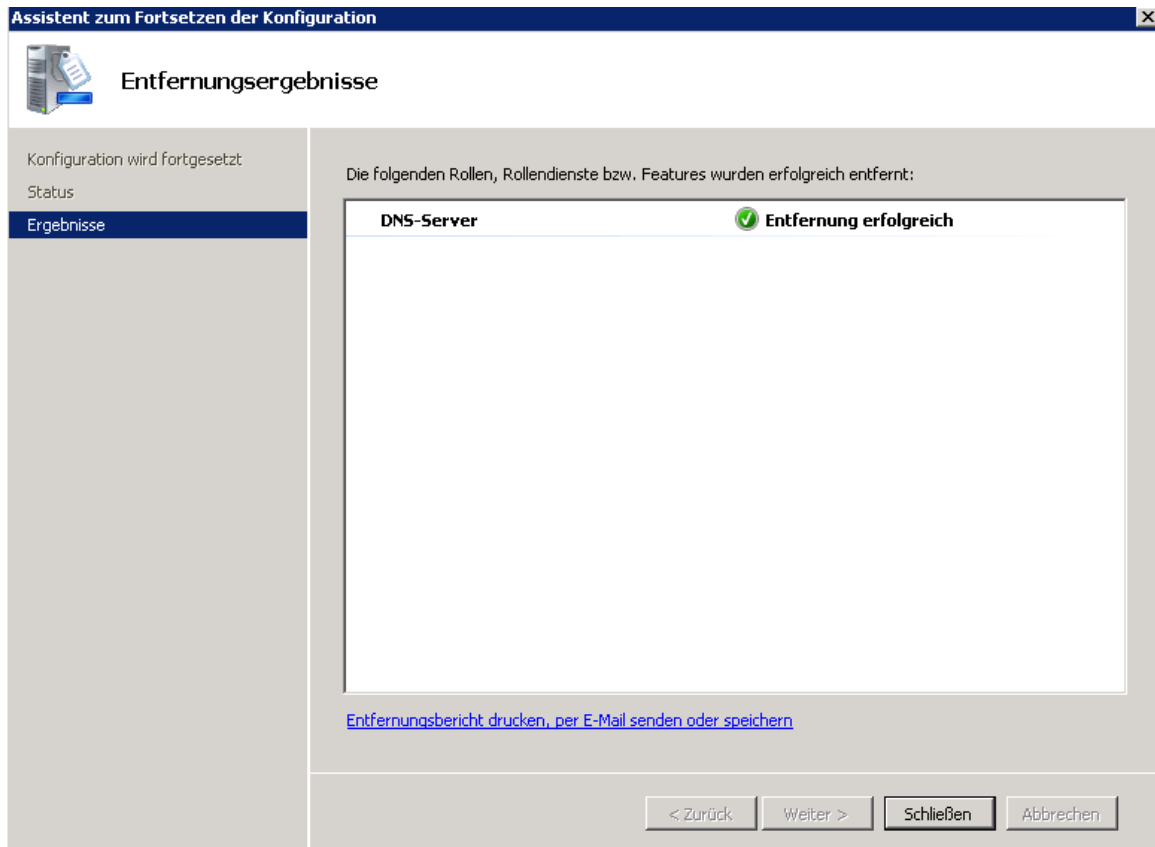 Assistent zum Fortsetzen der Konfiguration
Entfernungsergebnisse
Konfiguration wird fortgesetzt
Status
Ergebnisse
Die folgenden Rollen, Rollendienste bzw. Features wurden erfolgreich entfernt:
DNS-Server Entfernung erfolgreich
Entfernungsbericht drucken, per E-Mail senden oder speichern
< Zurück Weiter > Schließen Abbrechen